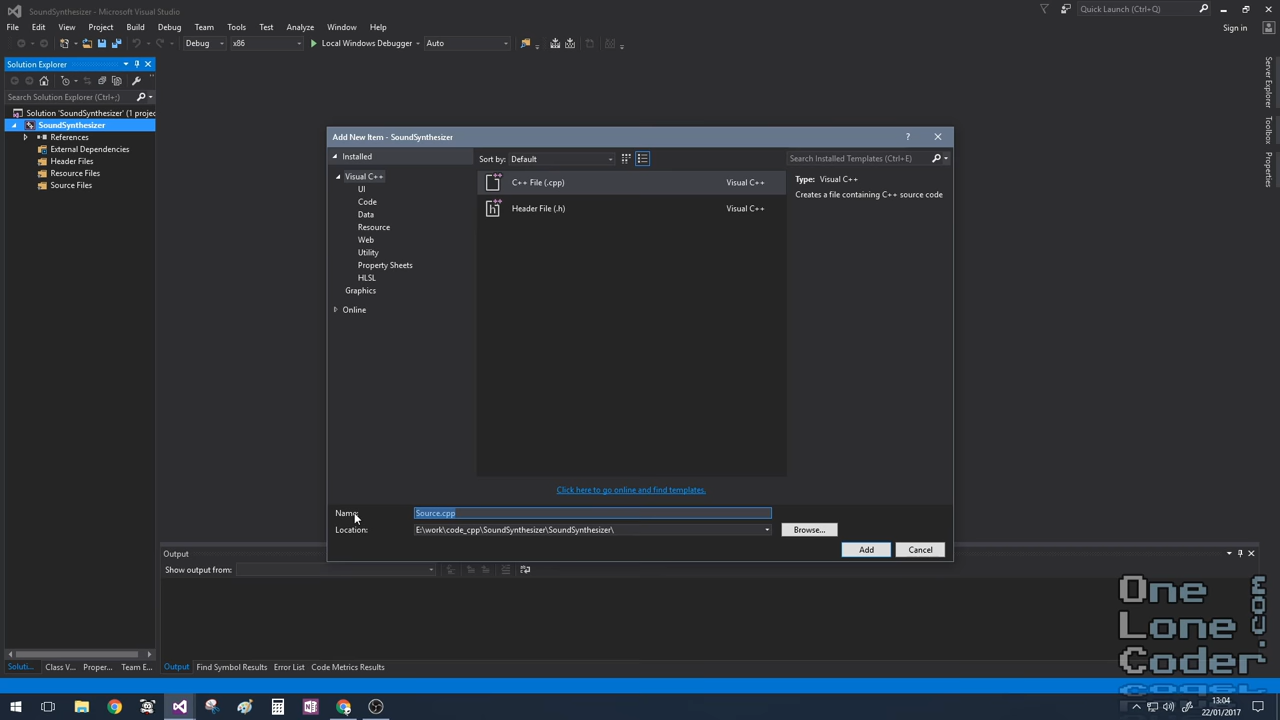 SoundSynthesizer - Microsoft Visual Studio
Quick Launch (Ctrl+Q)
File Edit View Project Build Debug Team Tools Test Analyze Window Help
Sign in
Debug x86 Local Windows Debugger Auto
Solution Explorer
Search Solution Explorer (Ctrl+;)
Solution 'SoundSynthesizer' (1 projec
SoundSynthesizer
References
External Dependencies
Header Files
Resource Files
Source Files
Server Explorer
Toolbox
Properties
Add New Item - SoundSynthesizer
Installed
Sort by: Default
Search Installed Templates (Ctrl+E)
Visual C++
UI
Code
Data
Resource
Web
Utility
Property Sheets
HLSL
Graphics
Online
C++ File (.cpp) Visual C++
Header File (.h) Visual C++
Type: Visual C++
Creates a file containing C++ source code
Click here to go online and find templates.
Name: Source.cpp
Location: E:\work\code_cpp\SoundSynthesizer\SoundSynthesizer\
Browse...
Add Cancel
Output
Show output from:
Soluti... Class V... Proper... Team E...
Output Find Symbol Results Error List Code Metrics Results
One
Lone
Coder
.com
13:04
22/01/2017